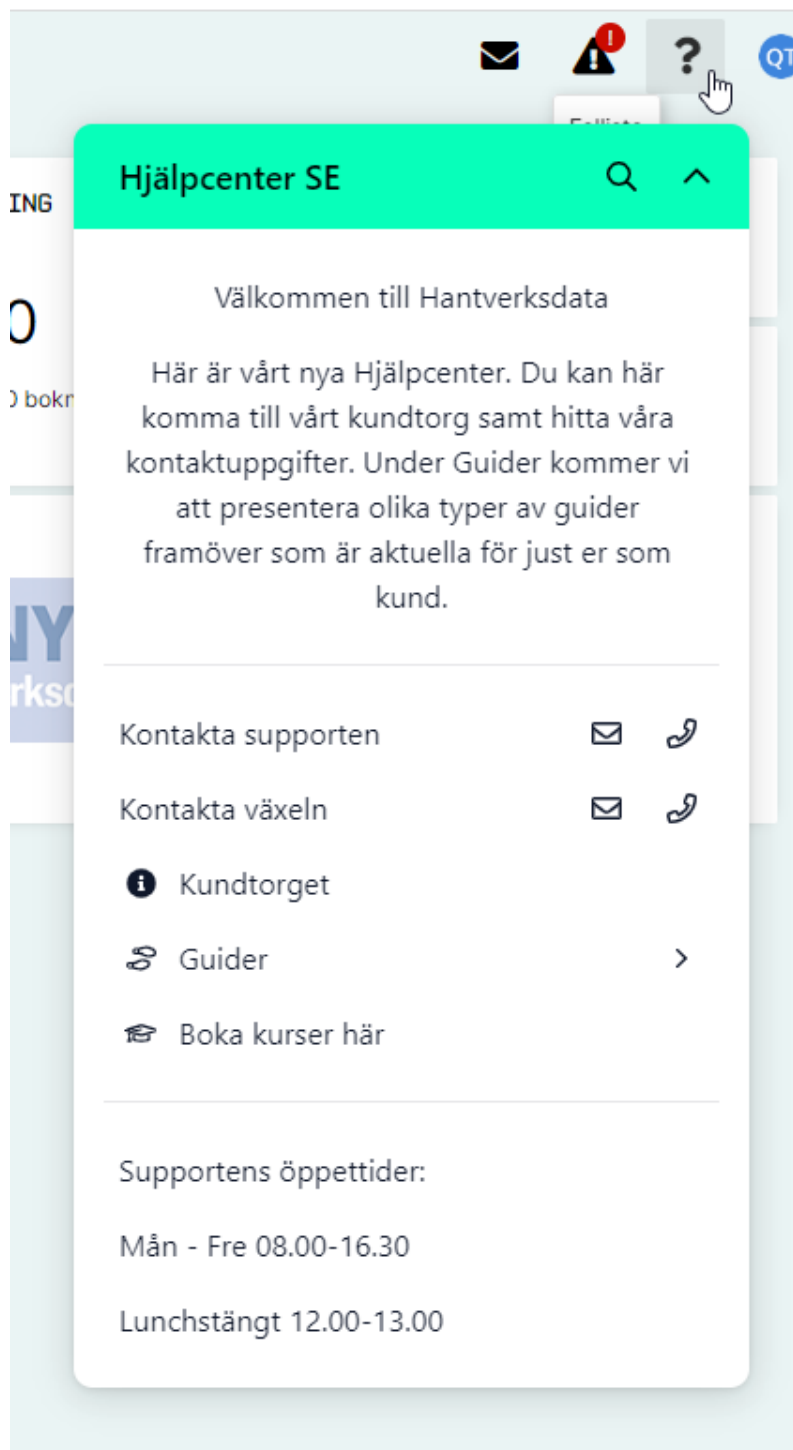 !
?
QT
Hjälpcenter SE
ING
Välkommen till Hantverksdata
0
Här är vårt nya Hjälpcenter. Du kan här
komma till vårt kundtorg samt hitta våra
kontaktuppgifter. Under Guider kommer vi
att presentera olika typer av guider
framöver som är aktuella för just er som
kund.
NY
rksd
Kontakta supporten
Kontakta växeln
Kundtorget
Guider
Boka kurser här
Supportens öppettider:
Mån - Fre 08.00-16.30
Lunchstängt 12.00-13.00